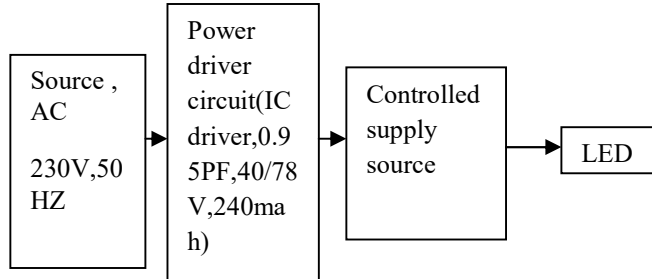 Source ,
AC
230V,50
HZ
Power
driver
circuit(IC
driver,0.9
5PF,40/78
V,240ma
h)
Controlled
supply
source
LED